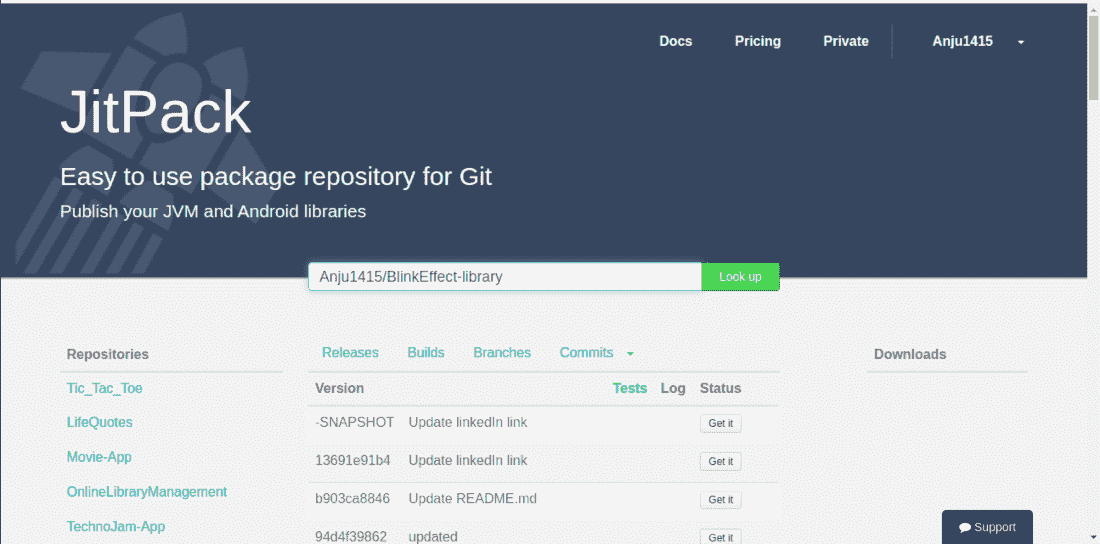 Docs Pricing Private Anju1415
JitPack
Easy to use package repository for Git
Publish your JVM and Android libraries
Anju1415/BlinkEffect-library Look up
Repositories
Tic_Tac_Toe
LifeQuotes
Movie-App
OnlineLibraryManagement
TechnoJam-App
Releases Builds Branches Commits
Version Tests Log Status
-SNAPSHOT Update linkedIn link Get it
13691e91b4 Update linkedIn link Get it
b903ca8846 Update README.md Get it
94d4f39862 updated Get it
Downloads
Support